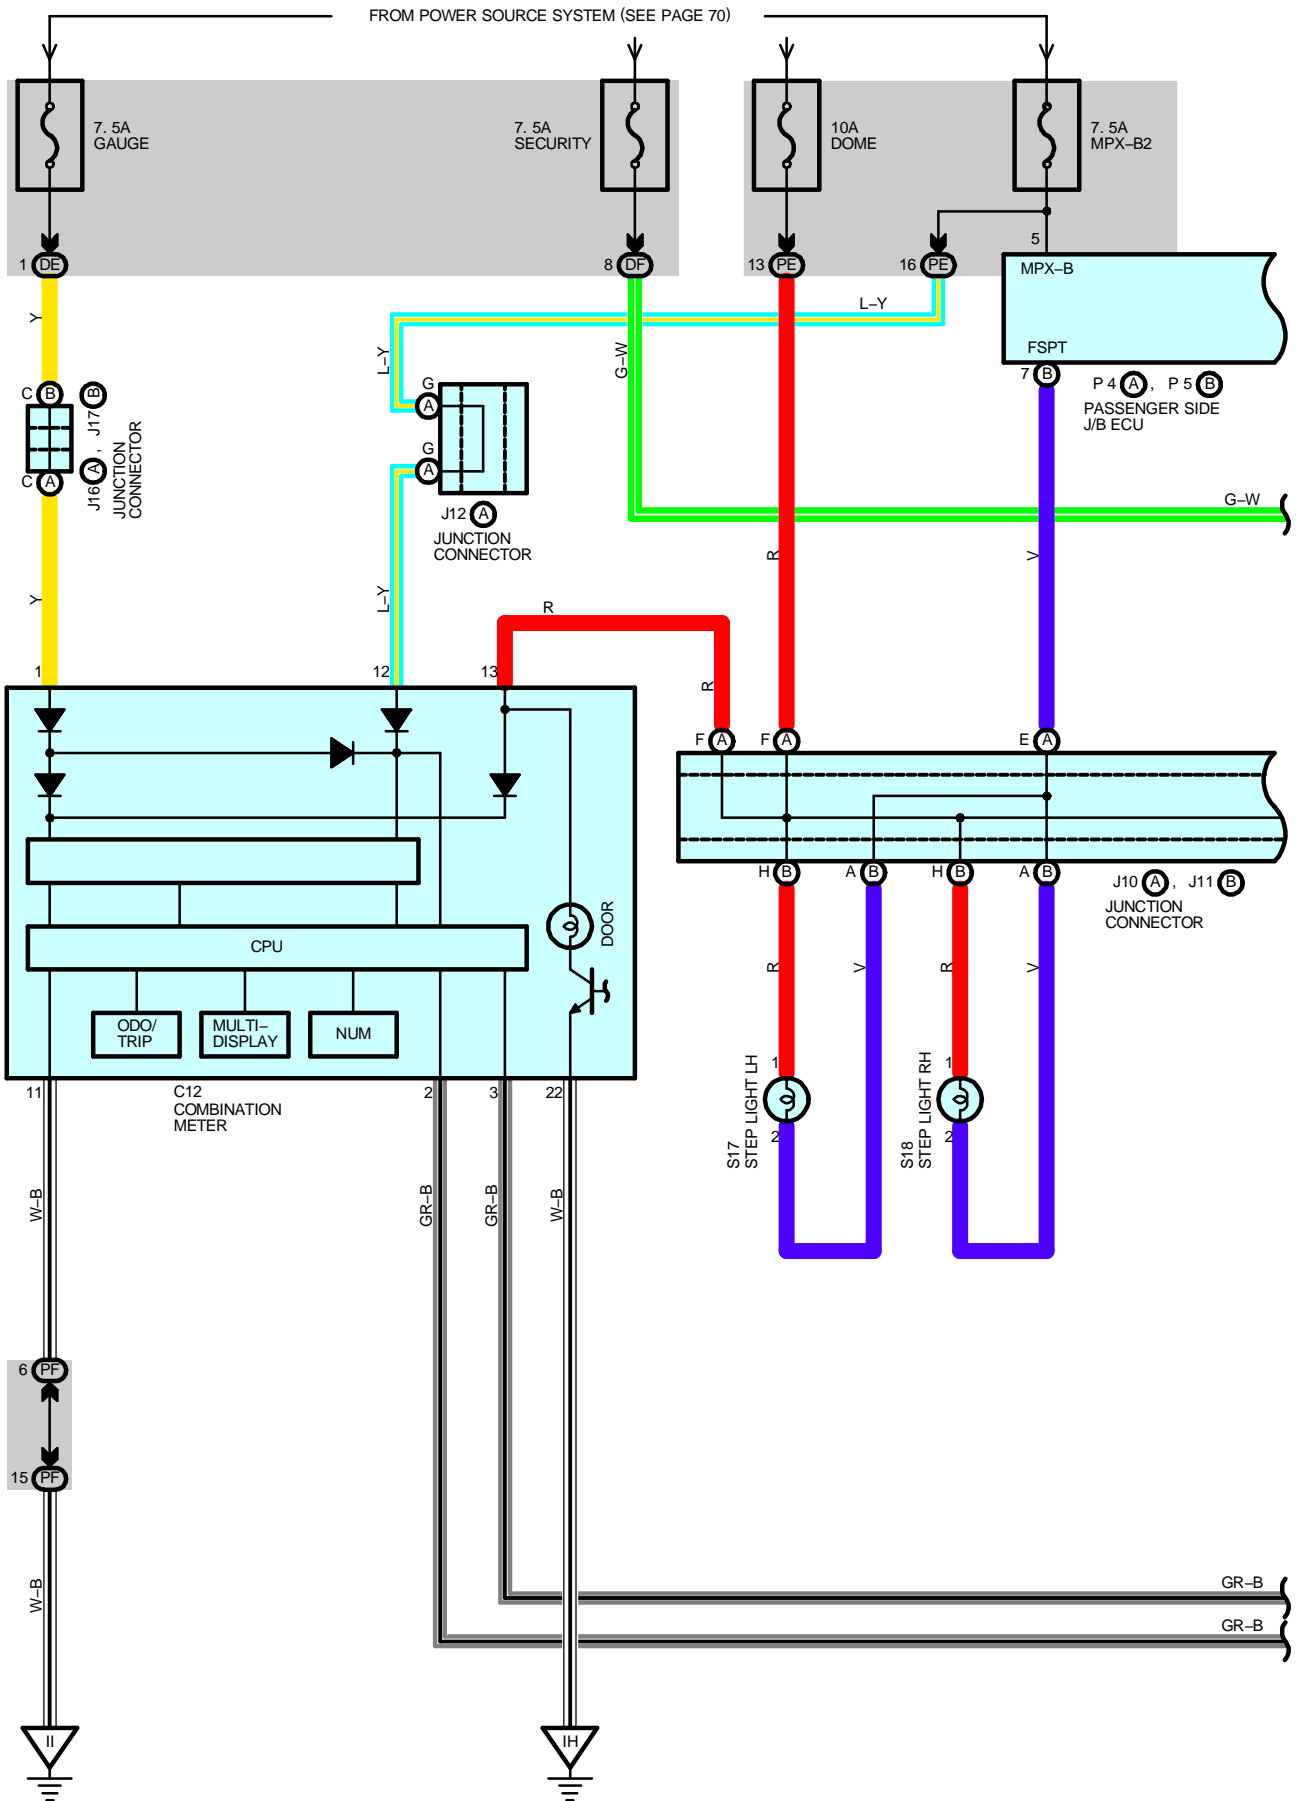 FROM POWER SOURCE SYSTEM (SEE PAGE 70)
7. 5A
GAUGE
7. 5A
SECURITY
10A
DOME
7. 5A
MPX–B2
1 DE
8 DF
13 PE
16 PE
5
MPX–B
FSPT
7 B
P 4 A , P 5 B
PASSENGER SIDE
J/B ECU
L–Y
Y
L–Y
G–W
C B
C A
J16 A , J17 B
JUNCTION
CONNECTOR
G
A
G
A
J12 A
JUNCTION
CONNECTOR
G–W
R
V
Y
L–Y
R
R
1
12
13
F A
F A
E A
H B
A B
H B
A B
J10 A , J11 B
JUNCTION
CONNECTOR
CPU
DOOR
ODO/
TRIP
MULTI–
DISPLAY
NUM
R
V
R
V
11
C12
COMBINATION
METER
2
3
22
1
2
S17
STEP LIGHT LH
1
2
S18
STEP LIGHT RH
W–B
GR–B
GR–B
W–B
6 PF
15 PF
W–B
GR–B
GR–B
II
IH